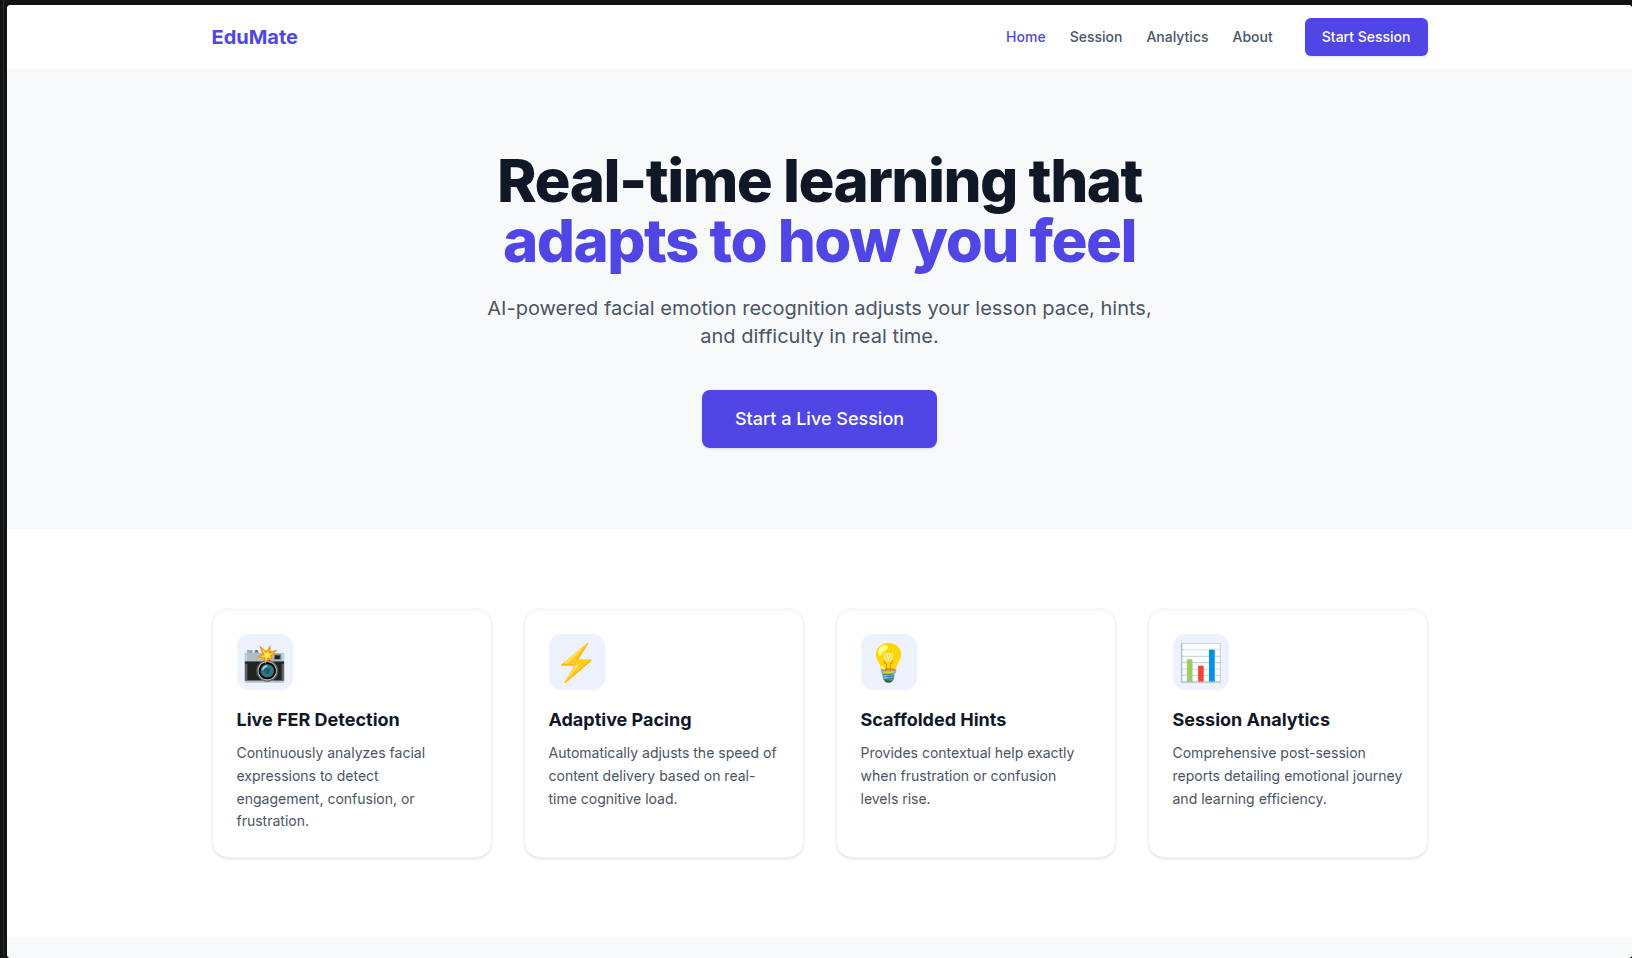 EduMate
Home Session Analytics About Start Session
Real-time learning that
adapts to how you feel
AI-powered facial emotion recognition adjusts your lesson pace, hints,
and difficulty in real time.
Start a Live Session
Live FER Detection
Continuously analyzes facial
expressions to detect
engagement, confusion, or
frustration.
Adaptive Pacing
Automatically adjusts the speed of
content delivery based on real-
time cognitive load.
Scaffolded Hints
Provides contextual help exactly
when frustration or confusion
levels rise.
Session Analytics
Comprehensive post-session
reports detailing emotional journey
and learning efficiency.